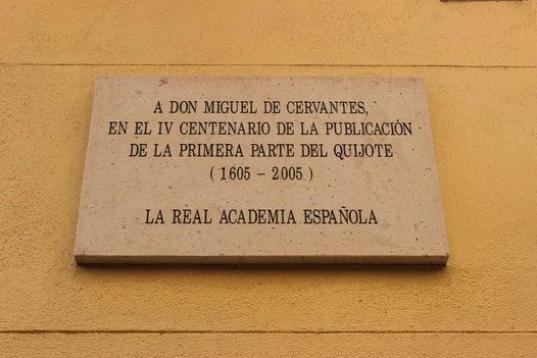 A DON MIGUEL DE CERVANTES,
EN EL IV CENTENARIO DE LA PUBLICACIÓN
DE LA PRIMERA PARTE DEL QUIJOTE
( 1605 – 2005 )
LA REAL ACADEMIA ESPAÑOLA